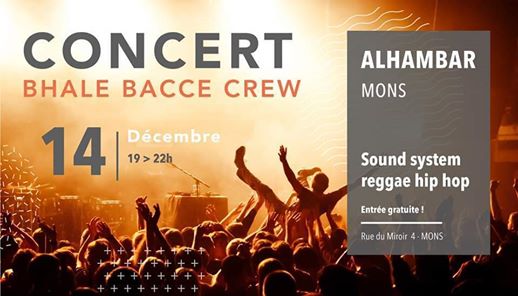 CONCERT
BHALE BACCE CREW
14
Décembre
19 > 22h
ALHAMBAR
MONS
Sound system
reggae hip hop
Entrée gratuite !
Rue du Miroir 4 - MONS